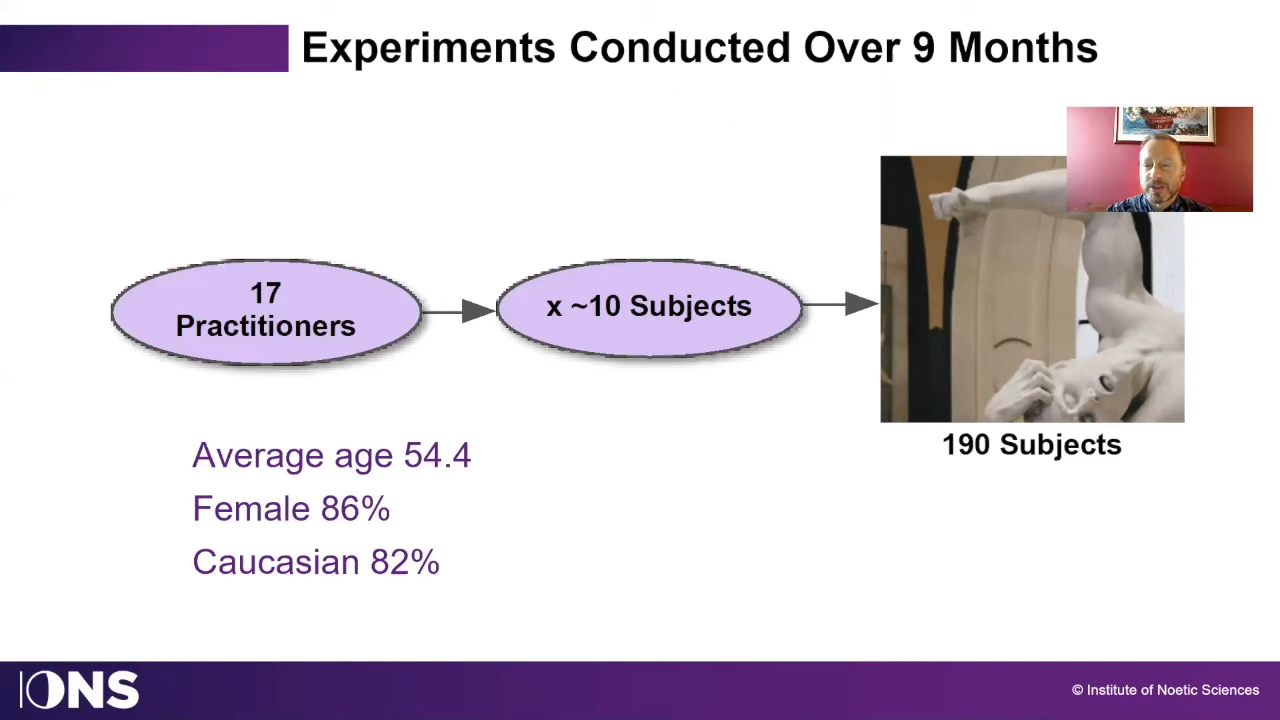 Experiments Conducted Over 9 Months
17
Practitioners
x ~10 Subjects
190 Subjects
Average age 54.4
Female 86%
Caucasian 82%
IONS
© Institute of Noetic Sciences